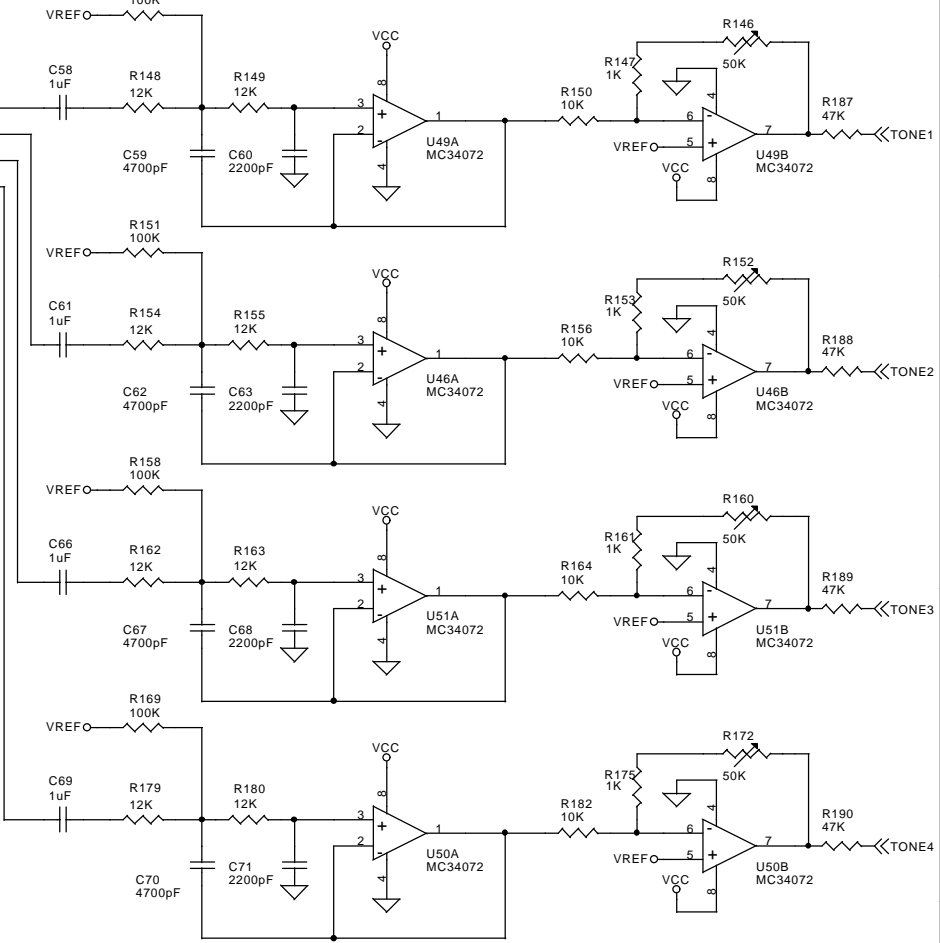 100K
VREF
C58
1uF
R148
12K
R149
12K
C59
4700pF
C60
2200pF
VCC
8
3
+
2
-
1
4
U49A
MC34072
R150
10K
R147
1K
R146
50K
4
6
-
VREF
5
+
7
VCC
8
U49B
MC34072
R187
47K
TONE1
R151
100K
VREF
C61
1uF
R154
12K
R155
12K
C62
4700pF
C63
2200pF
VCC
8
3
+
2
-
1
4
U46A
MC34072
R156
10K
R153
1K
R152
50K
4
6
-
VREF
5
+
7
VCC
8
U46B
MC34072
R188
47K
TONE2
R158
100K
VREF
C66
1uF
R162
12K
R163
12K
C67
4700pF
C68
2200pF
VCC
8
3
+
2
-
1
4
U51A
MC34072
R164
10K
R161
1K
R160
50K
4
6
-
VREF
5
+
7
VCC
8
U51B
MC34072
R189
47K
TONE3
R169
100K
VREF
C69
1uF
R179
12K
R180
12K
C70
4700pF
C71
2200pF
VCC
8
3
+
2
-
1
4
U50A
MC34072
R182
10K
R175
1K
R172
50K
4
6
-
VREF
5
+
7
VCC
8
U50B
MC34072
R190
47K
TONE4